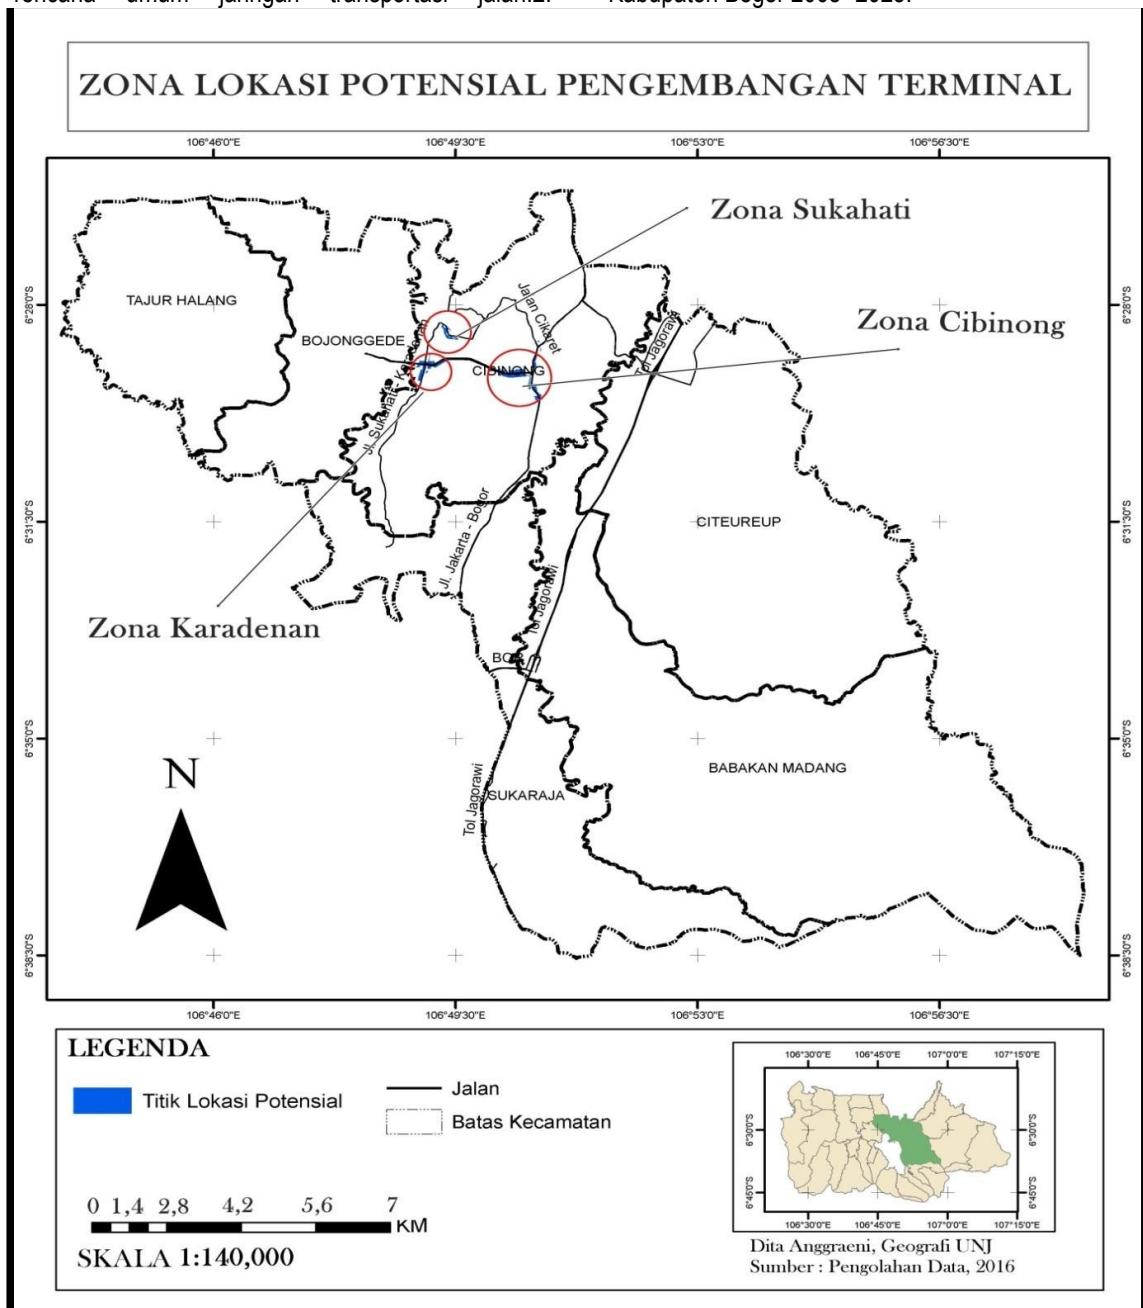 rencana umum jaringan transportasi jalan.2. Kabupaten Bogor 2005-2025.
ZONA LOKASI POTENSIAL PENGEMBANGAN TERMINAL
106°46'0"E 106°49'30"E 106°53'0"E 106°56'30"E
Zona Sukahati
TAJUR HALANG
6°28'0"S 6°28'0"S
Jalan Cikaret
Zona Cibinong
BOJONGGEDE
Tol Jagorawi
CIBINONG
Jl. Sukahati - Karadenan
6°31'30"S 6°31'30"S
CITEUREUP
Jl. Jakarta - Bogor
Tol Jagorawi
Zona Karadenan
6°35'0"S 6°35'0"S
N
BABAKAN MADANG
SUKARAJA
Tol Jagorawi
6°38'30"S 6°38'30"S
106°46'0"E 106°49'30"E 106°53'0"E 106°56'30"E
LEGENDA
Titik Lokasi Potensial
Jalan
Batas Kecamatan
0 1,4 2,8 4,2 5,6 7
KM
SKALA 1:140,000
106°30'0"E 106°45'0"E 107°0'0"E 107°15'0"E
6°30'0"S 6°30'0"S
6°45'0"S 6°45'0"S
106°30'0"E 106°45'0"E 107°0'0"E 107°15'0"E
Dita Anggraeni, Geografi UNJ
Sumber : Pengolahan Data, 2016